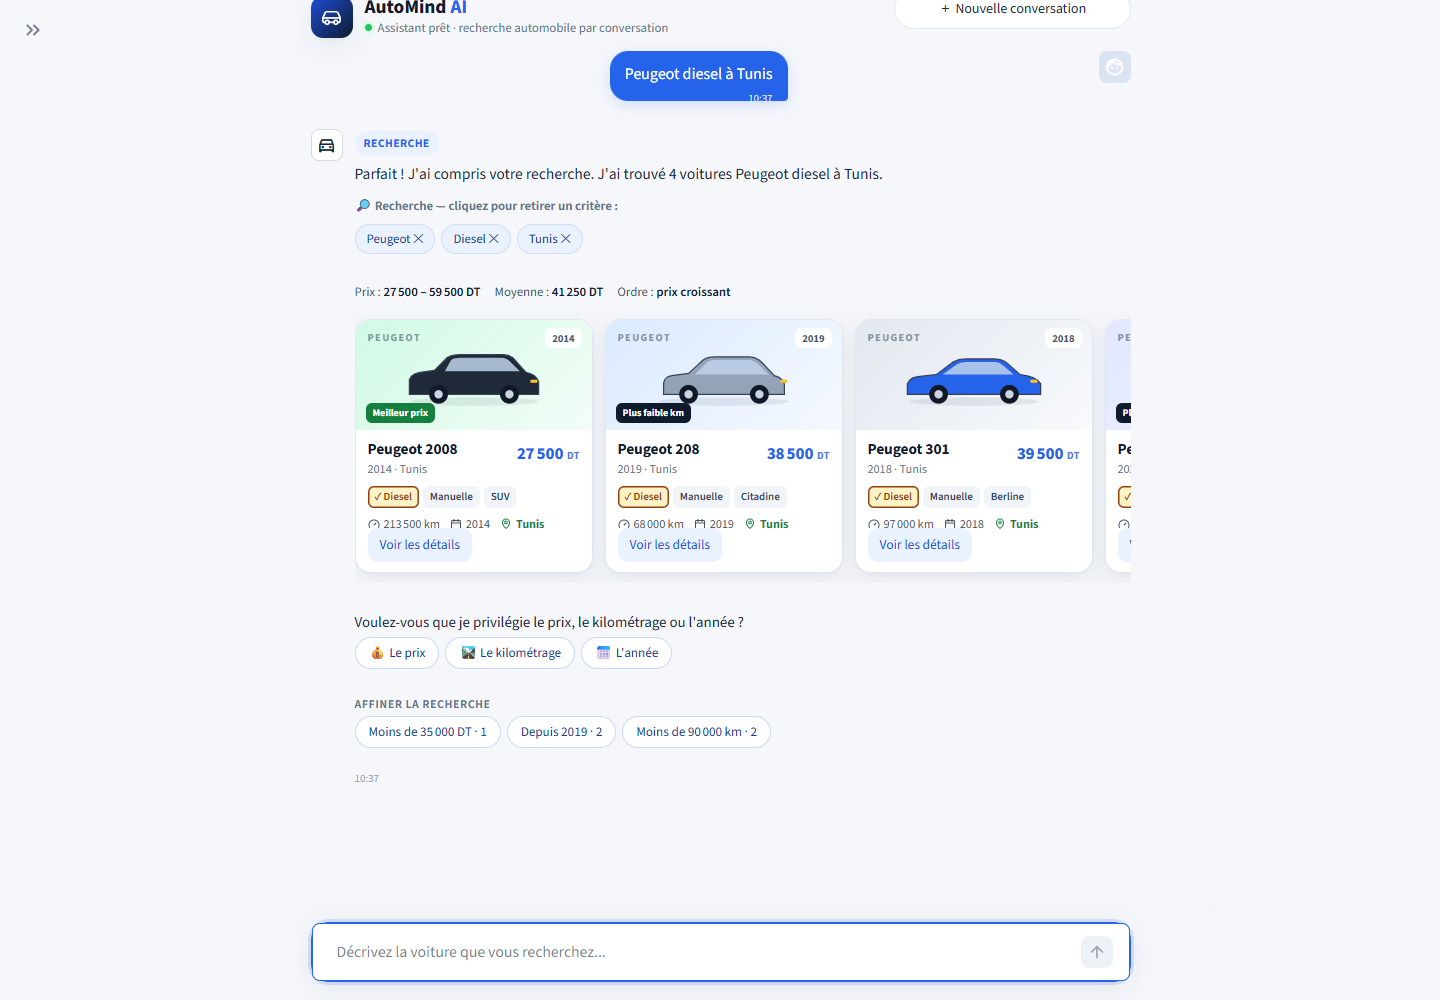 AutoMind AI
Assistant prêt · recherche automobile par conversation
+ Nouvelle conversation
Peugeot diesel à Tunis
10:37
RECHERCHE
Parfait ! J'ai compris votre recherche. J'ai trouvé 4 voitures Peugeot diesel à Tunis.
Recherche — cliquez pour retirer un critère :
Peugeot
Diesel
Tunis
Prix : 27 500 – 59 500 DT
Moyenne : 41 250 DT
Ordre : prix croissant
PEUGEOT
2014
Meilleur prix
Peugeot 2008
27 500 DT
2014 · Tunis
✓ Diesel
Manuelle
SUV
213 500 km
2014
Tunis
Voir les détails
PEUGEOT
2019
Plus faible km
Peugeot 208
38 500 DT
2019 · Tunis
✓ Diesel
Manuelle
Citadine
68 000 km
2019
Tunis
Voir les détails
PEUGEOT
2018
Peugeot 301
39 500 DT
2018 · Tunis
✓ Diesel
Manuelle
Berline
97 000 km
2018
Tunis
Voir les détails
Voulez-vous que je privilégie le prix, le kilométrage ou l'année ?
Le prix
Le kilométrage
L'année
AFFINER LA RECHERCHE
Moins de 35 000 DT · 1
Depuis 2019 · 2
Moins de 90 000 km · 2
10:37
Décrivez la voiture que vous recherchez...